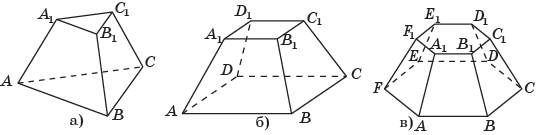 A₁ C₁ B₁ A C B а)
D₁ C₁ A₁ B₁ D C A B б)
E₁ D₁ F₁ A₁ B₁ C₁ E D F C A B в)